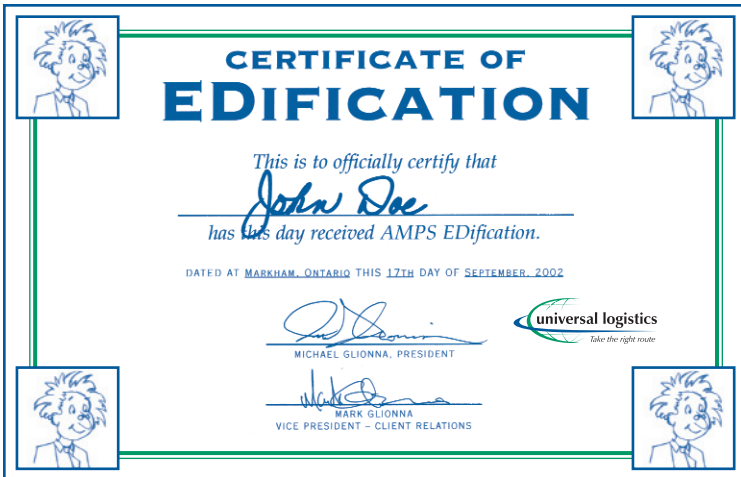 CERTIFICATE OF
EDIFICATION
This is to officially certify that
John Doe
has this day received AMPS EDification.
DATED AT MARKHAM, ONTARIO THIS 17TH DAY OF SEPTEMBER, 2002
universal logistics
Take the right route
MICHAEL GLIONNA, PRESIDENT
MARK GLIONNA
VICE PRESIDENT – CLIENT RELATIONS